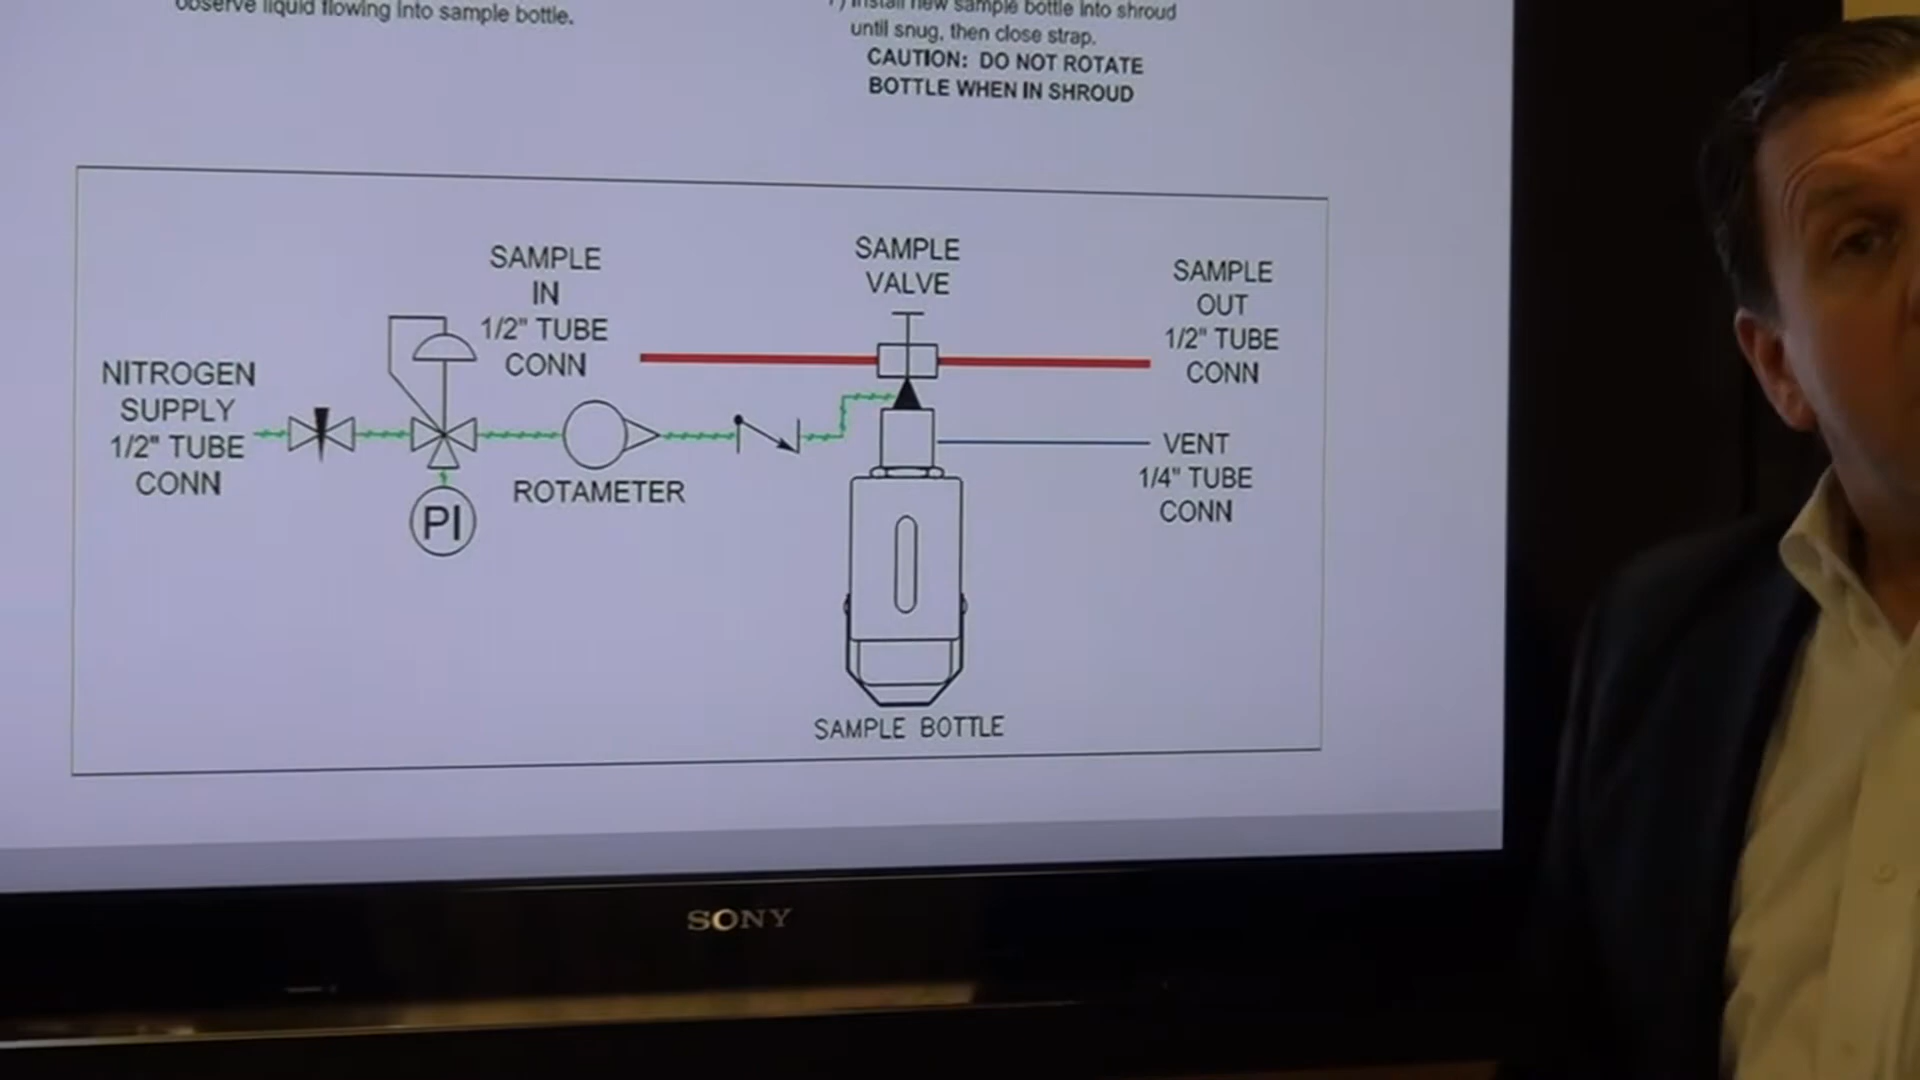 observe liquid flowing into sample bottle.
7) Install new sample bottle into shroud
until snug, then close strap.
CAUTION: DO NOT ROTATE
BOTTLE WHEN IN SHROUD
NITROGEN
SUPPLY
1/2" TUBE
CONN
SAMPLE
IN
1/2" TUBE
CONN
PI
ROTAMETER
SAMPLE
VALVE
SAMPLE
OUT
1/2" TUBE
CONN
VENT
1/4" TUBE
CONN
SAMPLE BOTTLE
SONY